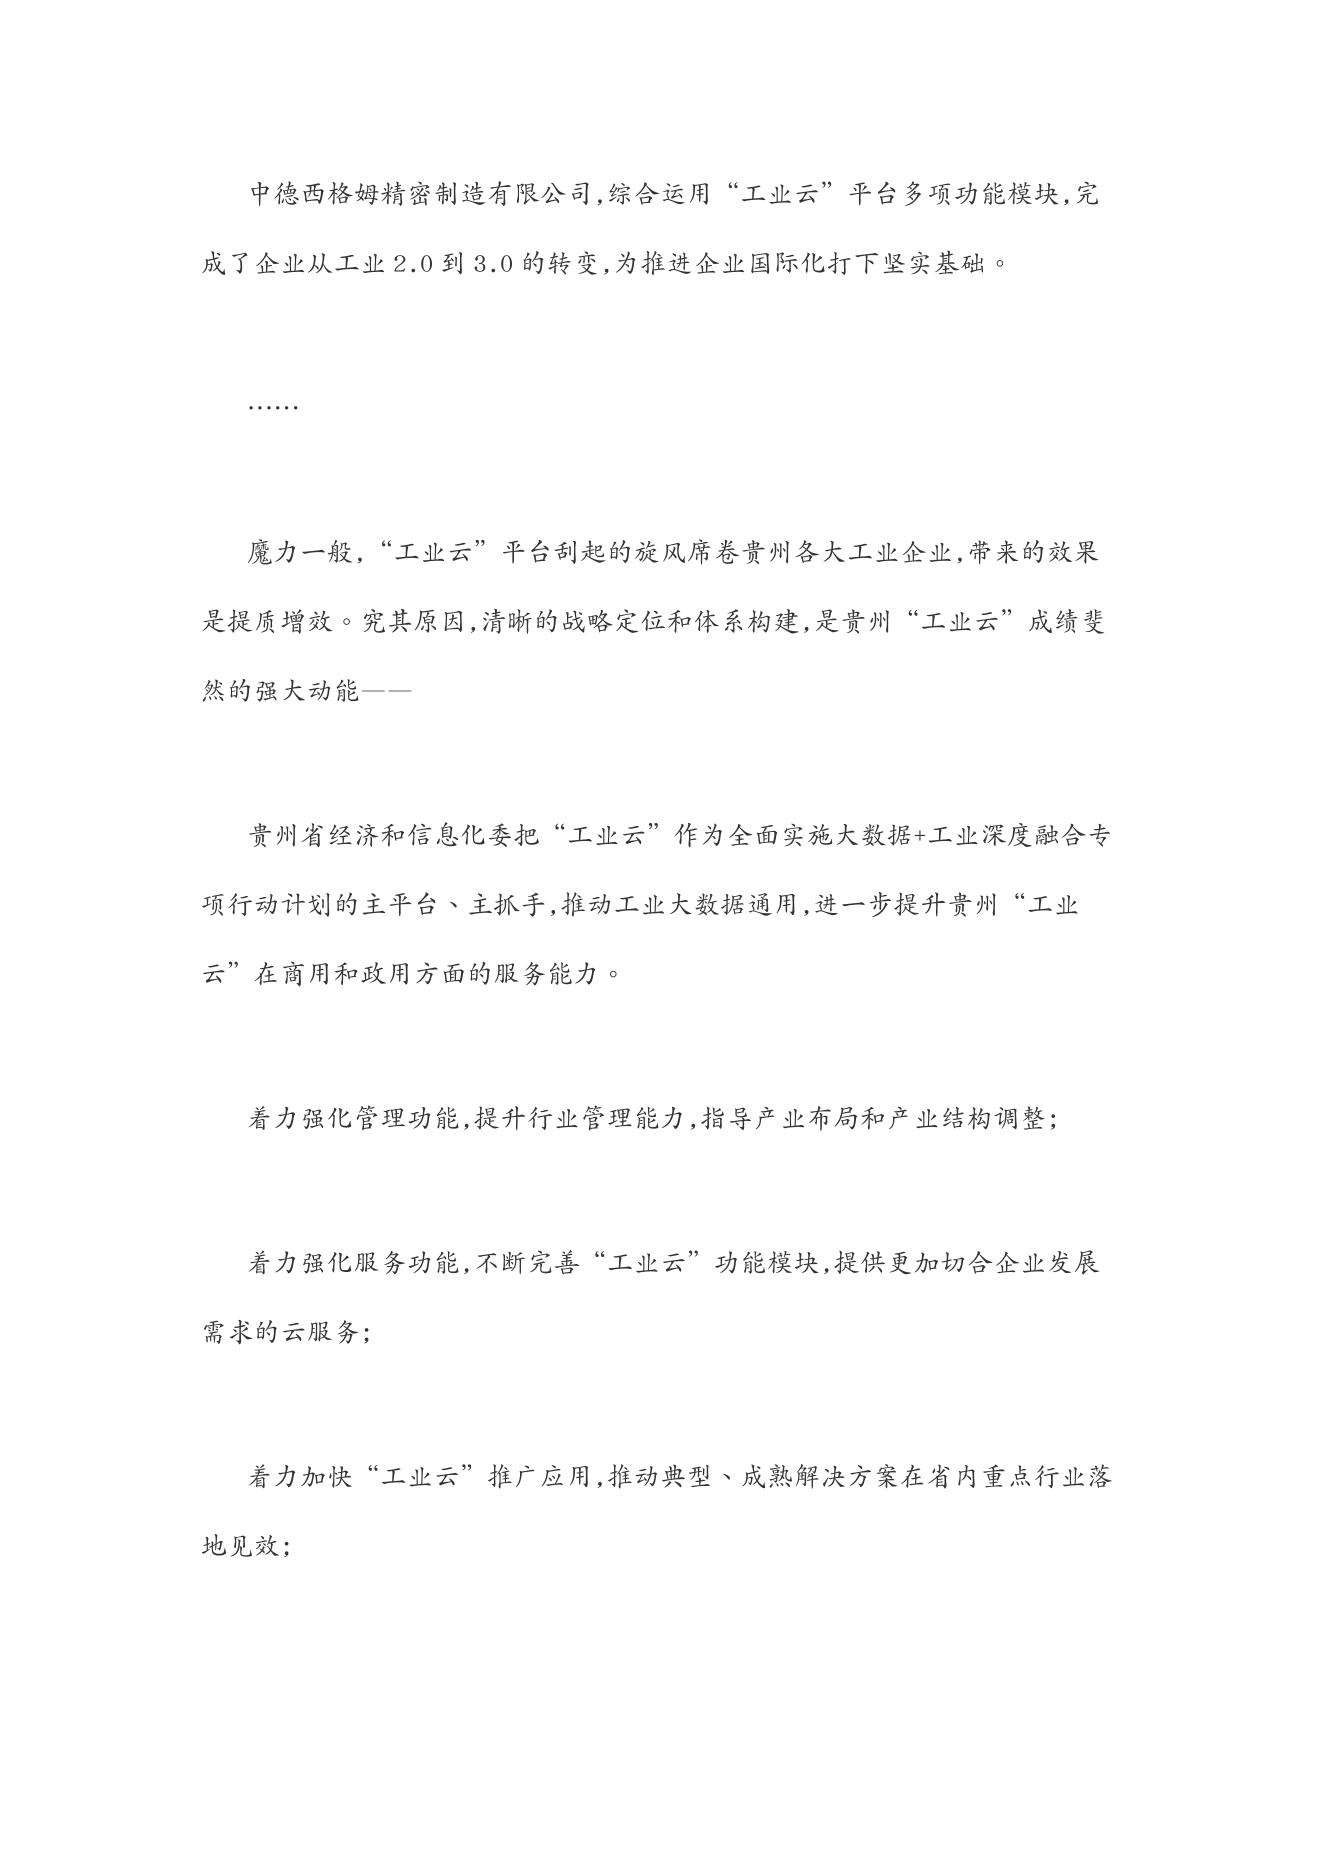 中德西格姆精密制造有限公司,综合运用“工业云”平台多项功能模块,完
成了企业从工业 2.0 到 3.0 的转变,为推进企业国际化打下坚实基础。
……
魔力一般,“工业云”平台刮起的旋风席卷贵州各大工业企业,带来的效果
是提质增效。究其原因,清晰的战略定位和体系构建,是贵州“工业云”成绩斐
然的强大动能——
贵州省经济和信息化委把“工业云”作为全面实施大数据+工业深度融合专
项行动计划的主平台、主抓手,推动工业大数据通用,进一步提升贵州“工业
云”在商用和政用方面的服务能力。
着力强化管理功能,提升行业管理能力,指导产业布局和产业结构调整;
着力强化服务功能,不断完善“工业云”功能模块,提供更加切合企业发展
需求的云服务;
着力加快“工业云”推广应用,推动典型、成熟解决方案在省内重点行业落
地见效;